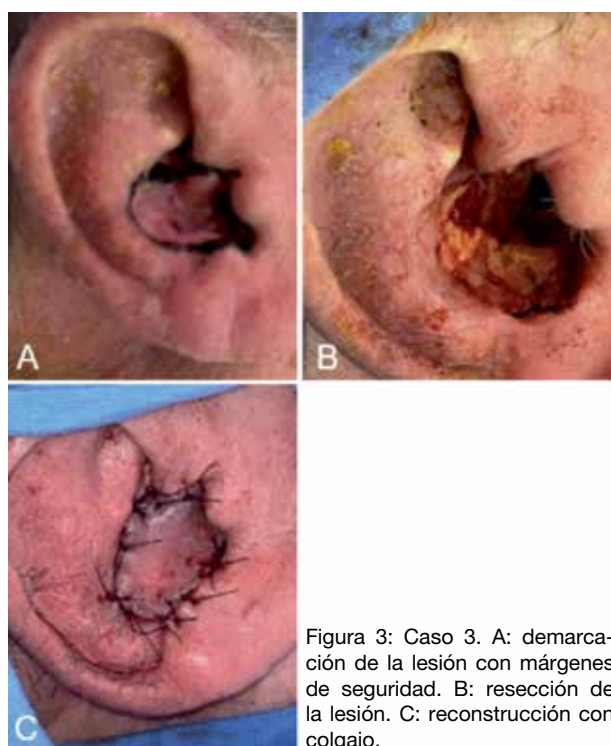 A
B
C
Figura 3: Caso 3. A: demarca-
ción de la lesión con márgenes
de seguridad. B: resección de
la lesión. C: reconstrucción con
colgajo.